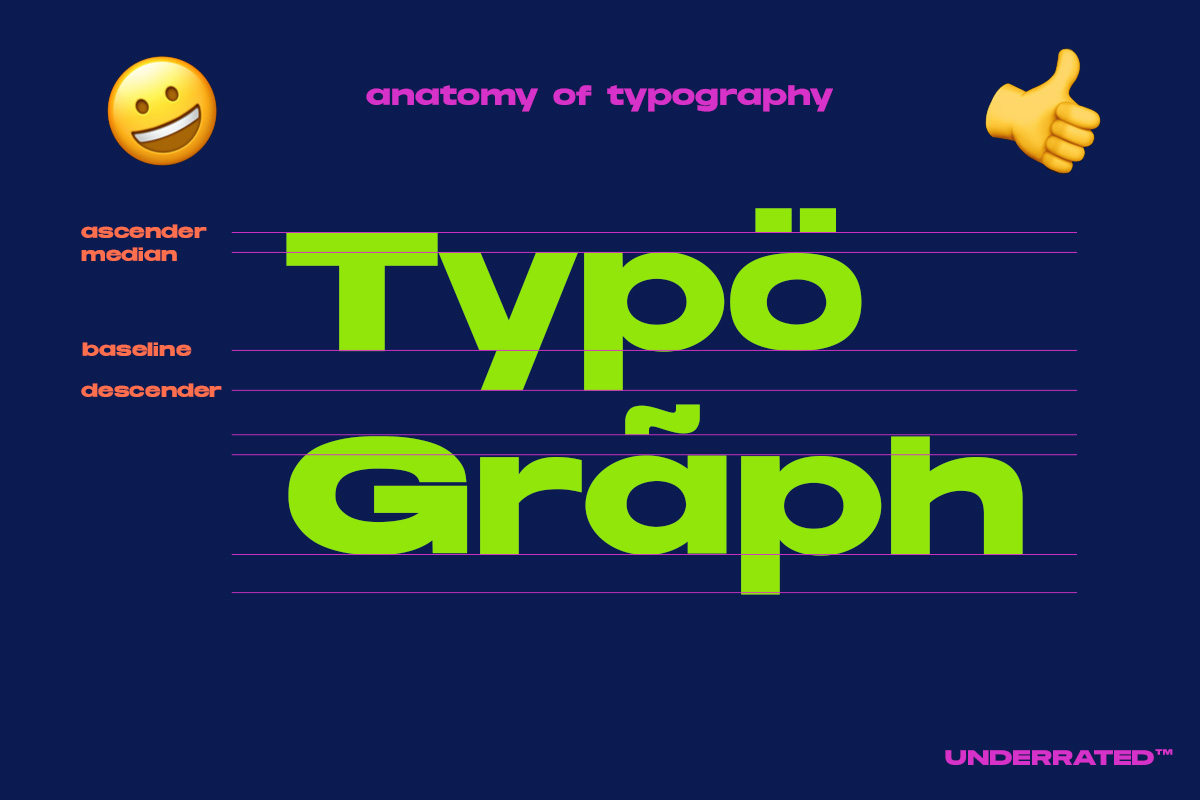 anatomy of typography
ascender
median
Typö
baseline
descender
Grãph
UNDERRATED™